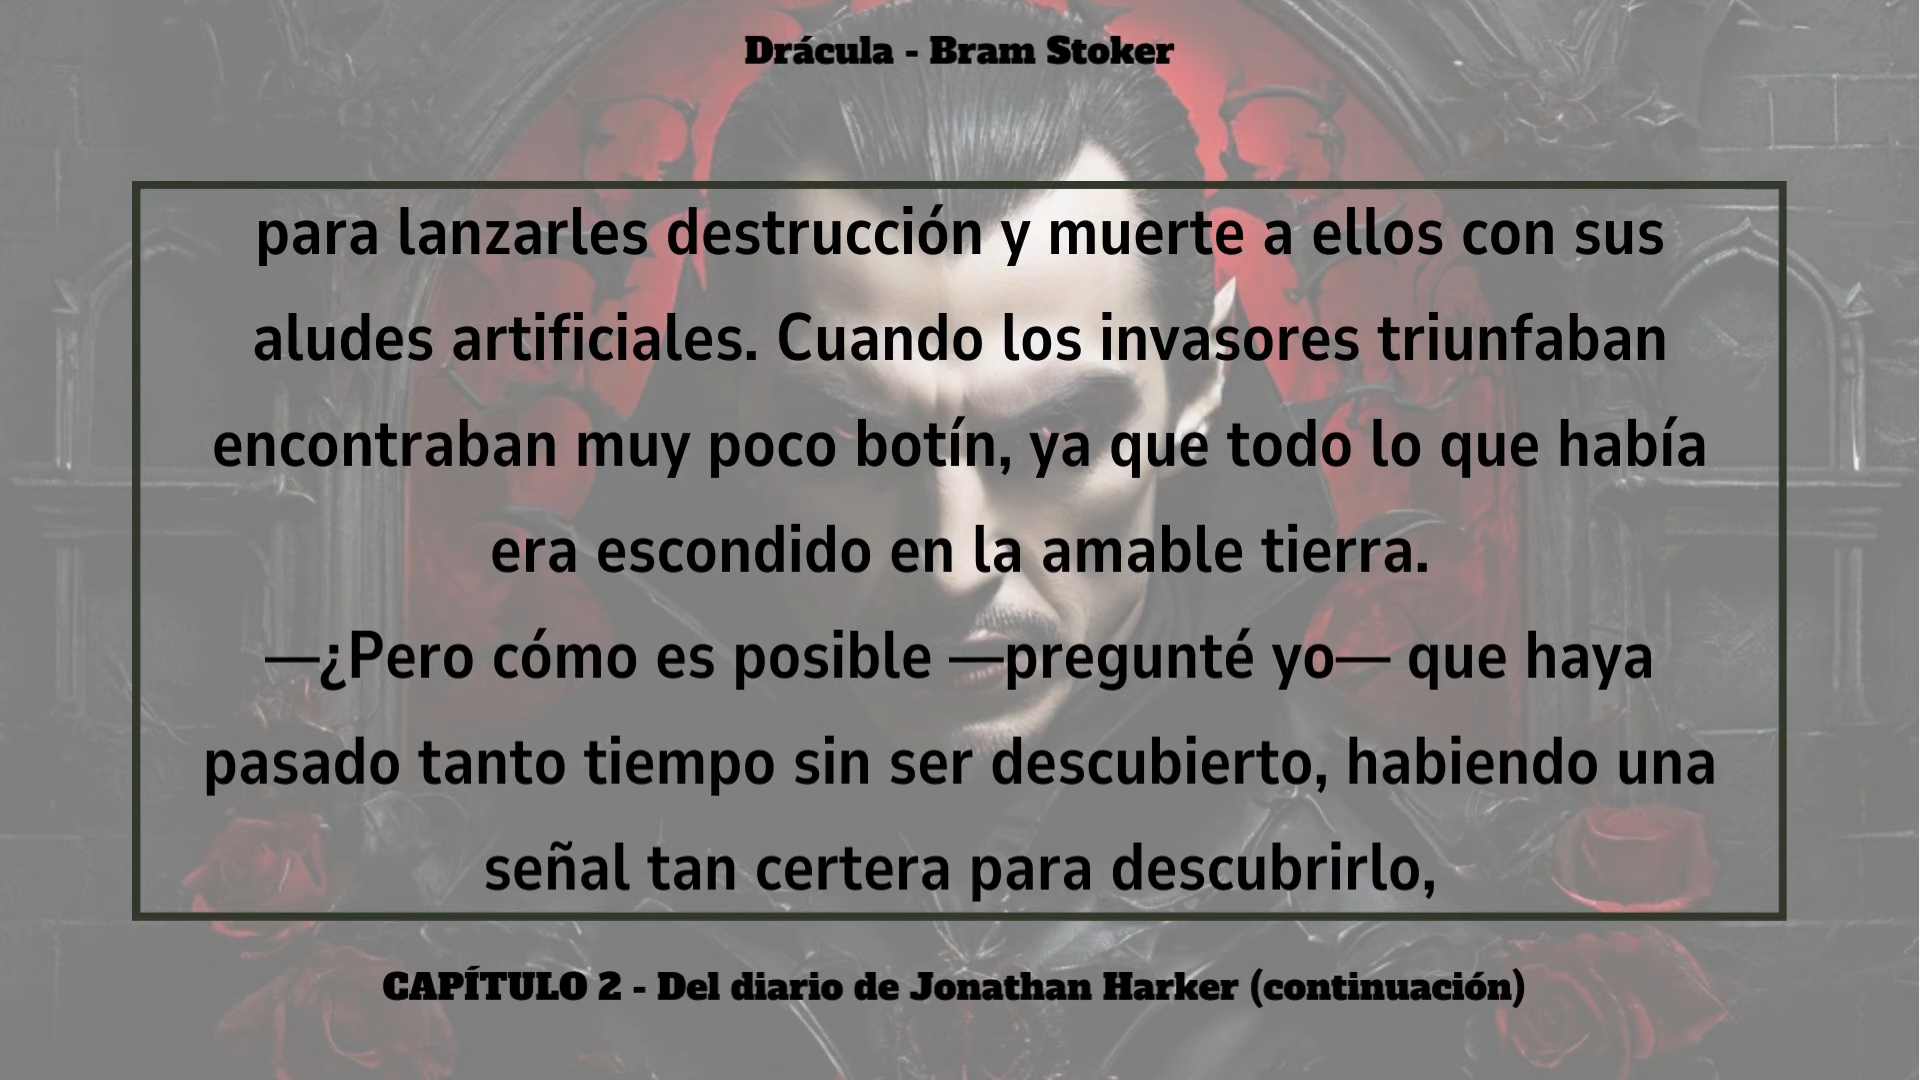 Drácula - Bram Stoker
para lanzarles destrucción y muerte a ellos con sus
aludes artificiales. Cuando los invasores triunfaban
encontraban muy poco botín, ya que todo lo que había
era escondido en la amable tierra.
—¿Pero cómo es posible —pregunté yo— que haya
pasado tanto tiempo sin ser descubierto, habiendo una
señal tan certera para descubrirlo,
CAPÍTULO 2 - Del diario de Jonathan Harker (continuación)